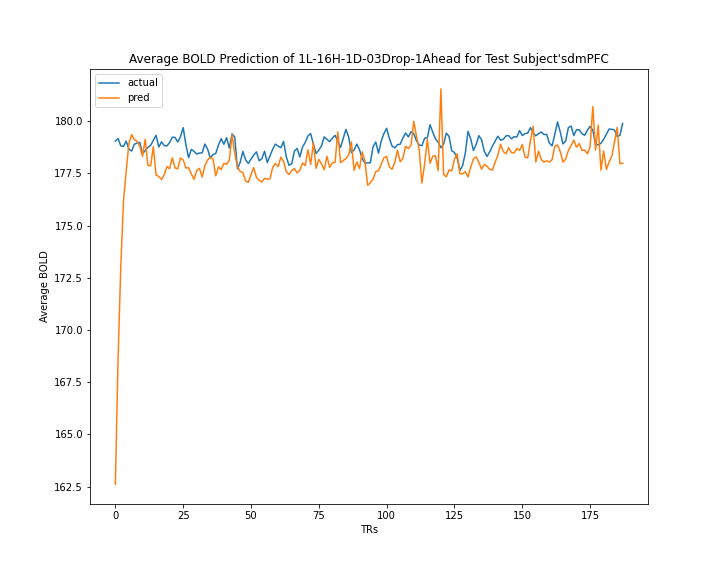 Average BOLD Prediction of 1L-16H-1D-03Drop-1Ahead for Test Subject'sdmPFC
actual
pred
Average BOLD
180.0
177.5
175.0
172.5
170.0
167.5
165.0
162.5
0 25 50 75 100 125 150 175
TRs